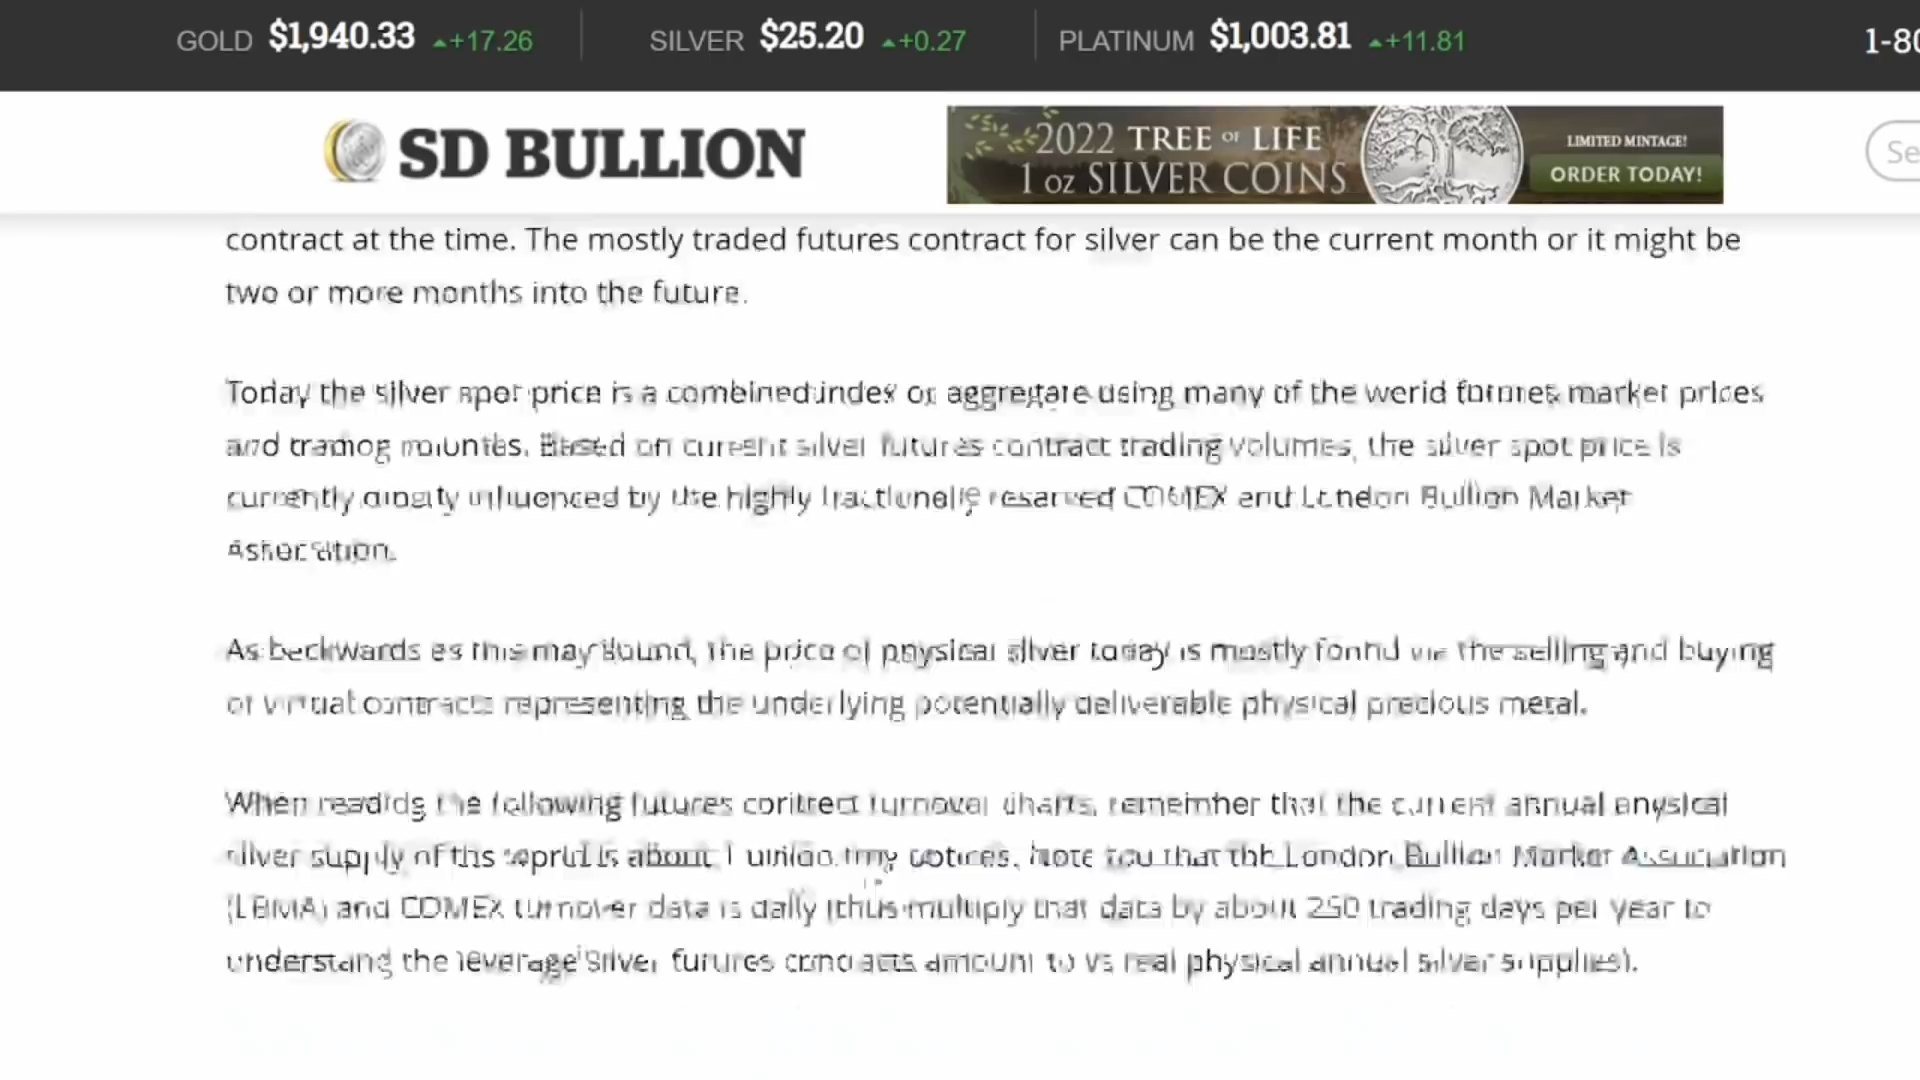 GOLD $1,940.33 +17.26 SILVER $25.20 +0.27 PLATINUM $1,003.81 +11.81 1-80
SD BULLION
2022 TREE OF LIFE
1 oz SILVER COINS
LIMITED MINTAGE!
ORDER TODAY!
Se
contract at the time. The mostly traded futures contract for silver can be the current month or it might be
two or more months into the future.
Today the silver spot price is a combined index or aggregate using many of the world market prices
and trading Based on current silver futures contract trading volumes, the silver spot price is
currently influenced by the highly fractionally reserved COMEX and London Bullion Market
Association.
As backwards as this may sound, the price of physical silver today is mostly found via the selling and buying
of virtual contracts representing the underlying potentially deliverable physical precious metal.
When reading the following futures contract turnover charts, remember that the current annual physical
silver supply of the is about 1 Note too that the London Bullion Market Association
(LBMA) and COMEX turnover data is daily (thus multiply that data by about 250 trading days per year to
understand the leverage silver futures contracts amount to vs real physical annual silver supplies).